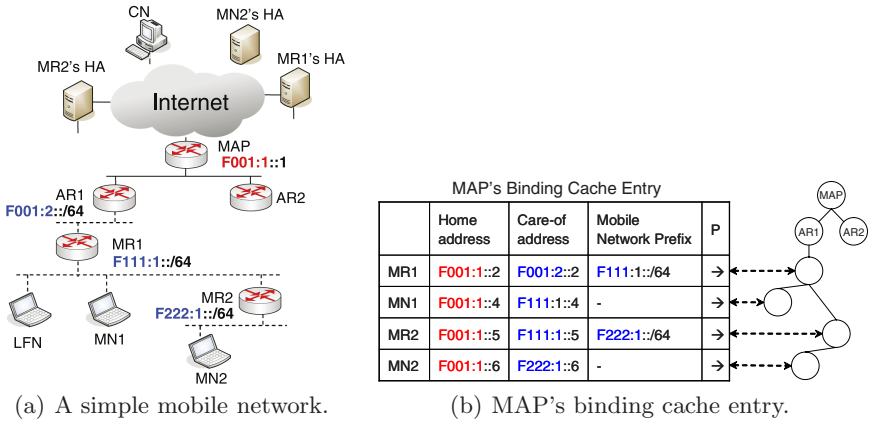 CN
MN2's HA
MR2's HA
MR1's HA
Internet
MAP
F001:1::1
AR1
AR2
F001:2::/64
MR1
F111:1::/64
MR2
F222:1::/64
LFN
MN1
MN2
(a) A simple mobile network.
MAP's Binding Cache Entry
Home address Care-of address Mobile Network Prefix P
MR1 F001:1::2 F001:2::2 F111:1::/64 →
MN1 F001:1::4 F111:1::4 - →
MR2 F001:1::5 F111:1::5 F222:1::/64 →
MN2 F001:1::6 F222:1::6 - →
MAP
AR1 AR2
(b) MAP's binding cache entry.